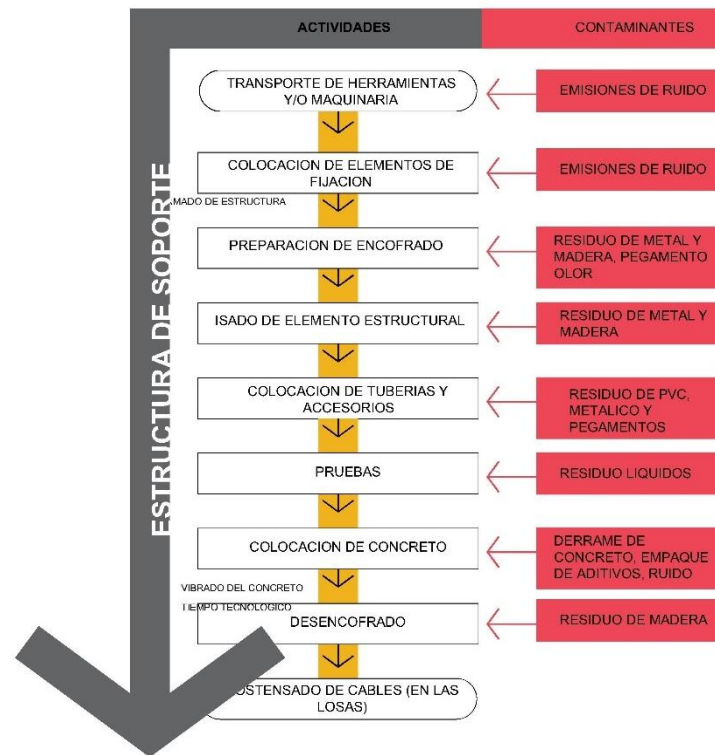 ACTIVIDADES
CONTAMINANTES
ESTRUCTURA DE SOPORTE
TRANSPORTE DE HERRAMIENTAS
Y/O MAQUINARIA
EMISIONES DE RUIDO
COLOCACION DE ELEMENTOS DE
FIJACION
EMISIONES DE RUIDO
MADO DE ESTRUCTURA
PREPARACION DE ENCOFRADO
RESIDUO DE METAL Y
MADERA, PEGAMENTO
OLOR
ISADO DE ELEMENTO ESTRUCTURAL
RESIDUO DE METAL Y
MADERA
COLOCACION DE TUBERIAS Y
ACCESORIOS
RESIDUO DE PVC,
METALICO Y
PEGAMENTOS
PRUEBAS
RESIDUO LIQUIDOS
COLOCACION DE CONCRETO
DERRAME DE
CONCRETO, EMPAQUE
DE ADITIVOS, RUIDO
VIBRADO DEL CONCRETO
TIEMPO TECNOLOGICO
DESENCOFRADO
RESIDUO DE MADERA
OSTENSADO DE CABLES (EN LAS
LOSAS)